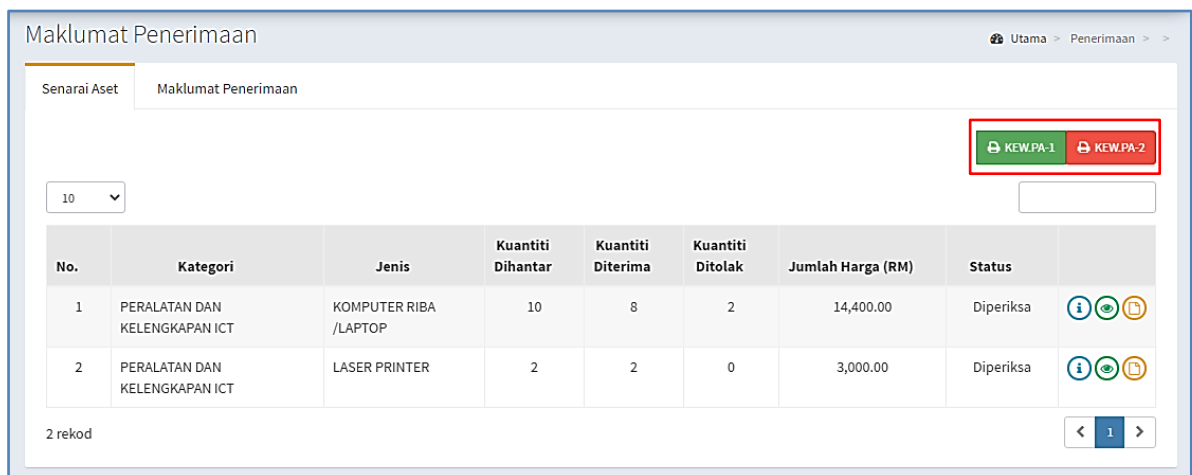 Maklumat Penerimaan
Utama > Penerimaan > >
Senarai Aset Maklumat Penerimaan
KEW.PA-1 KEW.PA-2
10
No. Kategori Jenis Kuantiti Dihantar Kuantiti Diterima Kuantiti Ditolak Jumlah Harga (RM) Status
1 PERALATAN DAN KOMPUTER RIBA 10 8 2 14,400.00 Diperiksa
KELENGKAPAN ICT /LAPTOP
2 PERALATAN DAN LASER PRINTER 2 2 0 3,000.00 Diperiksa
KELENGKAPAN ICT
2 rekod
< 1 >